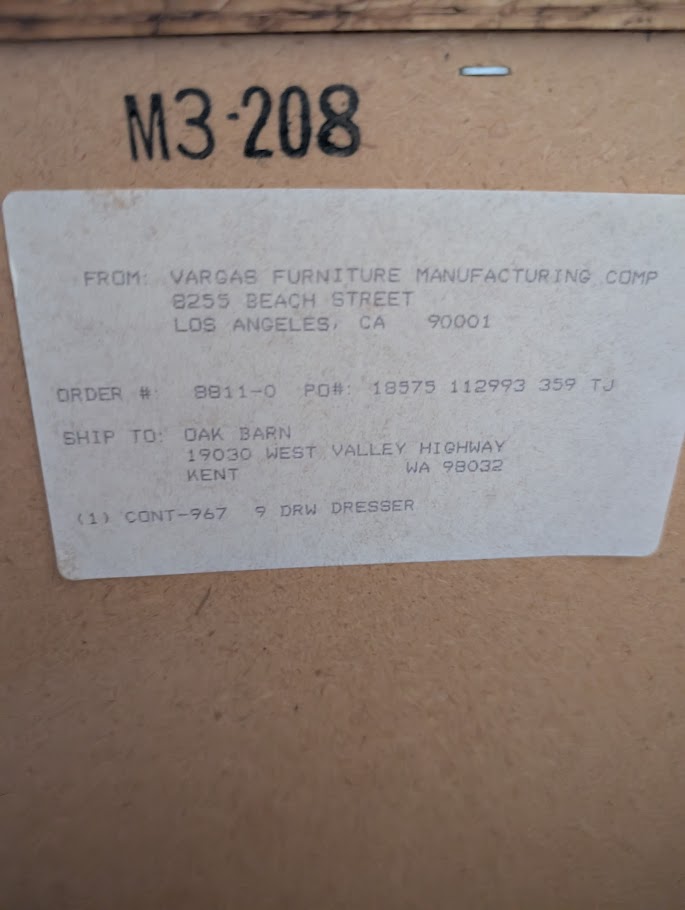 M3-208
FROM: VARGAS FURNITURE MANUFACTURING COMP
8255 BEACH STREET
LOS ANGELES, CA 90001
ORDER #: 8811-0 PO#: 18575 112993 359 TJ
SHIP TO: OAK BARN
19030 WEST VALLEY HIGHWAY
KENT WA 98032
(1) CONT-967 9 DRW DRESSER